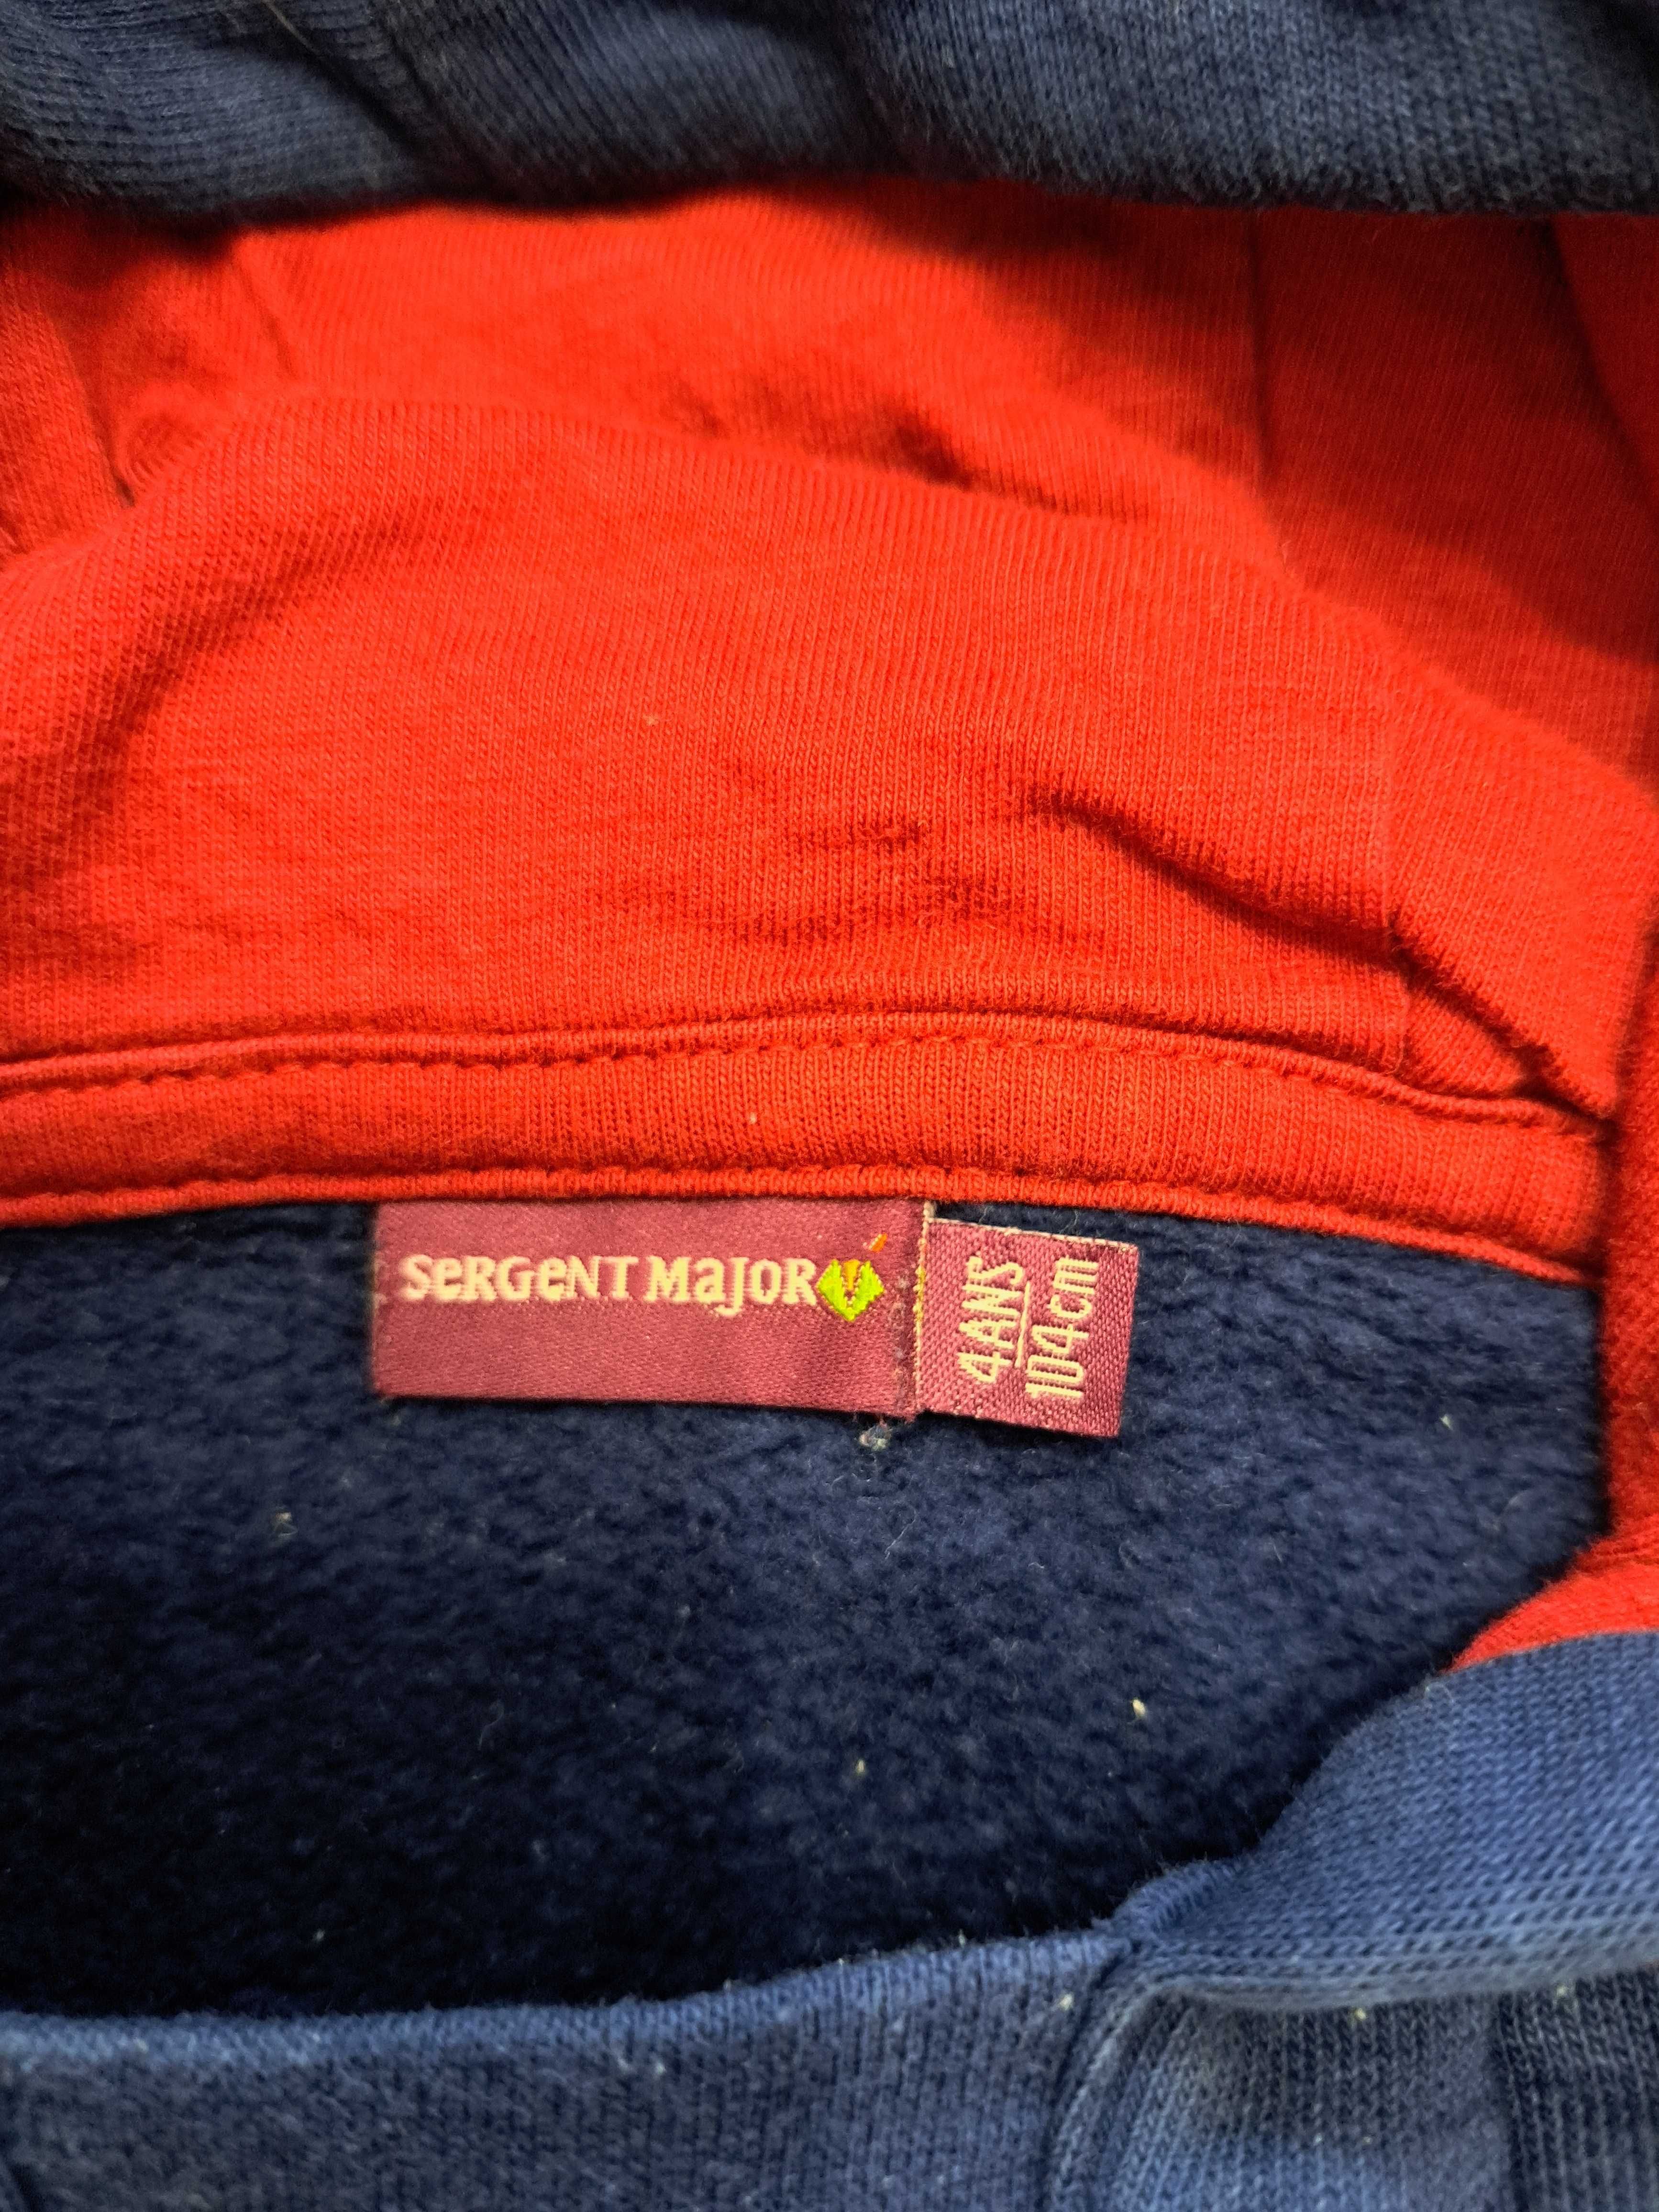 SeRGeNT MaJOR
4ANS
104cm